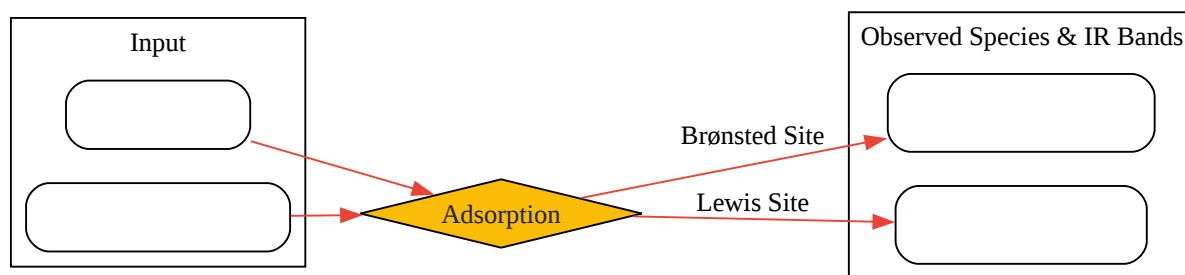 Input
Observed Species & IR Bands
Brønsted Site
Adsorption
Lewis Site